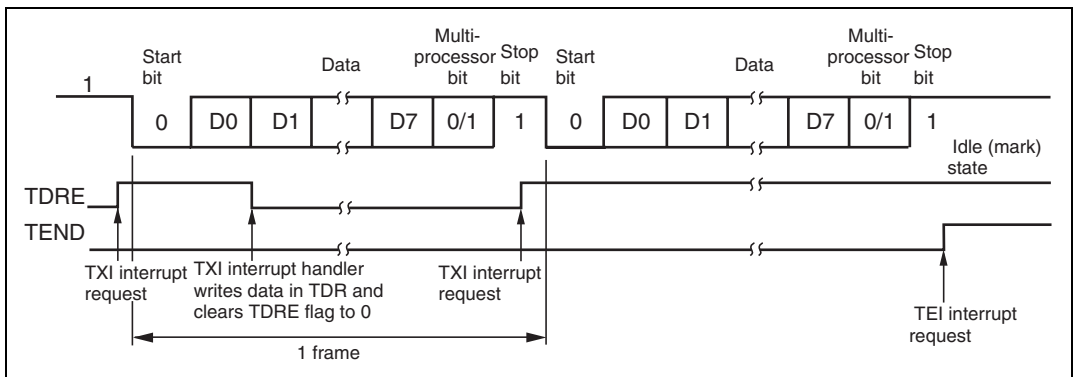 Start
bit
Data
Multi-
processor
bit
Stop
bit
Start
bit
Data
Multi-
processor
bit
Stop
bit
1
0
D0
D1
D7
0/1
1
0
D0
D1
D7
0/1
1
Idle (mark)
state
TDRE
TEND
TXI interrupt
request
TXI interrupt handler
writes data in TDR and
clears TDRE flag to 0
TXI interrupt
request
TEI interrupt
request
1 frame